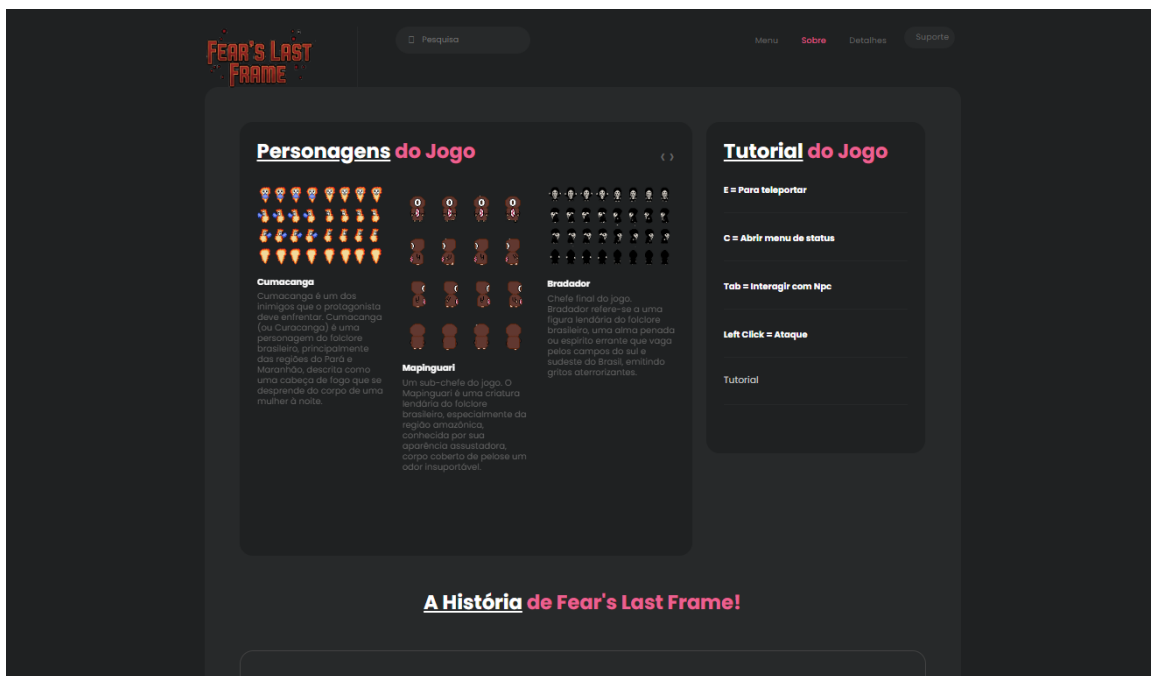 FEAR'S LAST
FRAME
Pesquisa
Menu
Sobre
Detalhes
Suporte
Personagens do Jogo
Cumacanga
Cumacanga é um dos
inimigos que o protagonista
deve enfrentar. Cumacanga
(ou Curacanga) é uma
personagem do folclore
brasileiro, principalmente
das regiões do Pará e
Maranhão, descrita como
uma cabeça de fogo que se
desprende do corpo de uma
mulher à noite.
Mapinguari
Um sub-chefe do jogo. O
Mapinguari é uma criatura
lendária do folclore
brasileiro, especialmente da
região amazônica,
conhecida por sua
aparência assustadora,
corpo coberto de pelose um
odor insuportável.
Bradador
Chefe final do jogo.
Bradador refere-se a uma
figura lendária do folclore
brasileiro, uma alma penada
ou espírito errante que vaga
pelos campos do sul e
sudeste do Brasil, emitindo
gritos aterrorizantes.
Tutorial do Jogo
E = Para teleportar
C = Abrir menu de status
Tab = Interagir com Npc
Left Click = Ataque
Tutorial
A História de Fear's Last Frame!